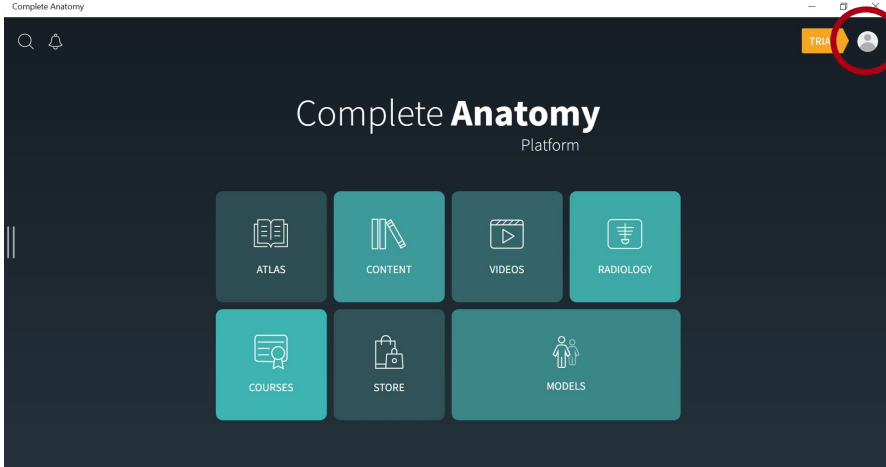 Complete Anatomy
TRIA
Complete Anatomy
Platform
ATLAS
CONTENT
VIDEOS
RADIOLOGY
COURSES
STORE
MODELS